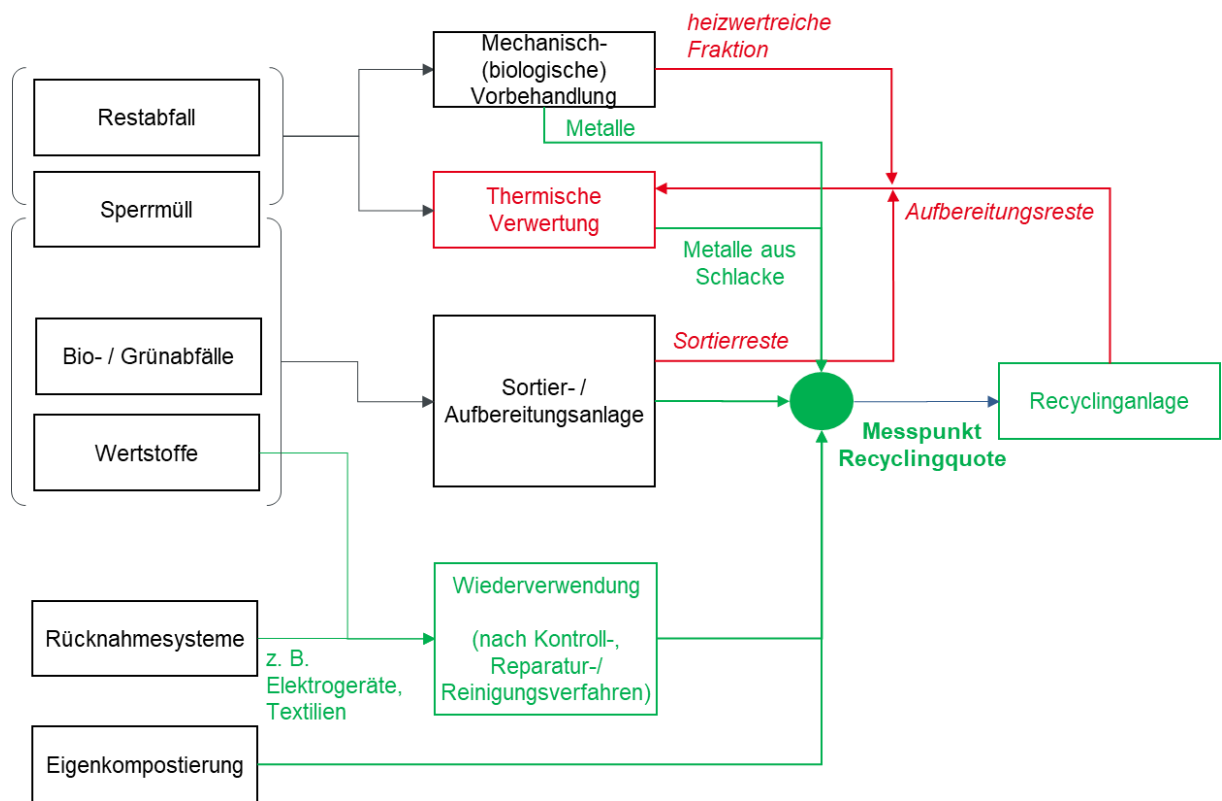 heizwertreiche
Fraktion
Mechanisch-
(biologische)
Vorbehandlung
Restabfall
Metalle
Sperrmüll
Thermische
Verwertung
Aufbereitungsreste
Metalle aus
Schlacke
Bio- / Grünabfälle
Sortierreste
Sortier- /
Aufbereitungsanlage
Recyclinganlage
Wertstoffe
Messpunkt
Recyclingquote
Wiederverwendung
(nach Kontroll-,
Reparatur-/
Reinigungsverfahren)
Rücknahmesysteme
z. B.
Elektrogeräte,
Textilien
Eigenkompostierung